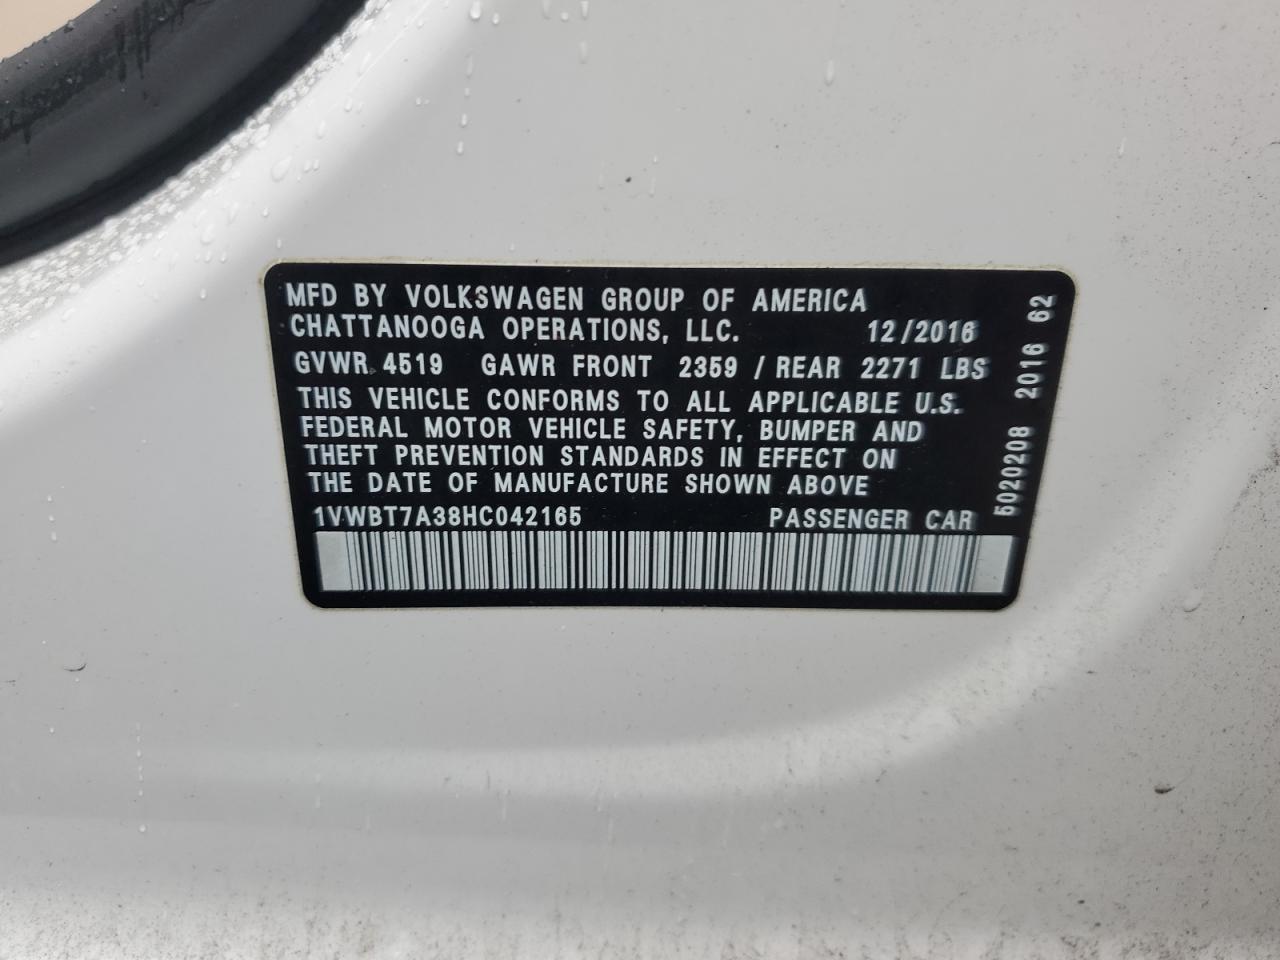 MFD BY VOLKSWAGEN GROUP OF AMERICA
CHATTANOOGA OPERATIONS, LLC. 12/2016
GVWR 4519 GAWR FRONT 2359 / REAR 2271 LBS
THIS VEHICLE CONFORMS TO ALL APPLICABLE U.S.
FEDERAL MOTOR VEHICLE SAFETY, BUMPER AND
THEFT PREVENTION STANDARDS IN EFFECT ON
THE DATE OF MANUFACTURE SHOWN ABOVE
1VWBT7A38HC042165 PASSENGER CAR
5020208 2016 62